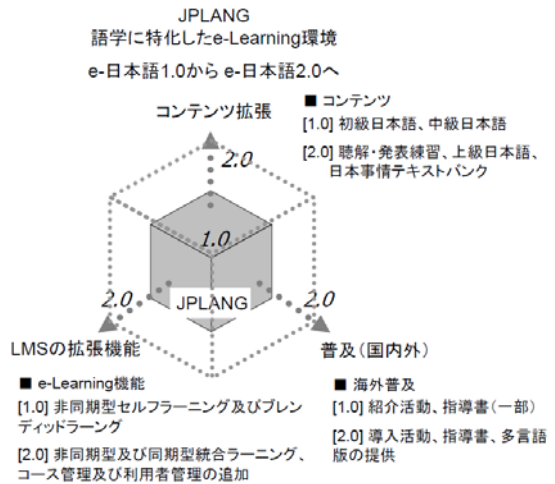 JPLANG
語学に特化したe-Learning環境
e-日本語1.0から e-日本語2.0へ
コンテンツ拡張
■ コンテンツ
[1.0] 初級日本語、中級日本語
[2.0] 聴解・発表練習、上級日本語、
日本事情テキストバンク
2.0
1.0
2.0
2.0
JPLANG
LMSの拡張機能
普及(国内外)
■ e-Learning機能
[1.0] 非同期型セルフラーニング及びブレン
ディッドラーング
[2.0] 非同期型及び同期型統合ラーニング、
コース管理及び利用者管理の追加
■ 海外普及
[1.0] 紹介活動、指導書(一部)
[2.0] 導入活動、指導書、多言語
版の提供